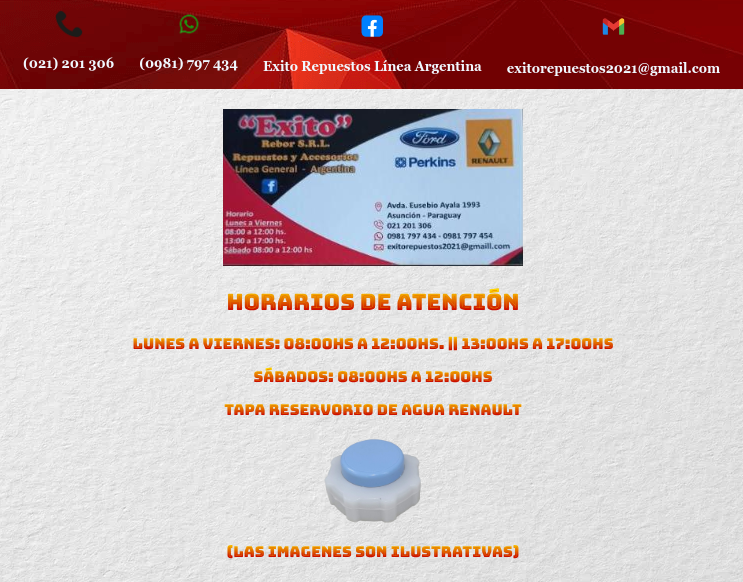 (021) 201 306
(0981) 797 434
Exito Repuestos Línea Argentina
exitorepuestos2021@gmail.com
"Exito"
Rebor S.R.L.
Repuestos y Accesorios
Línea General - Argentina
Ford
Perkins
RENAULT
Horario
Lunes a Viernes
08:00 a 12:00 hs.
13:00 a 17:00 hs.
Sábado 08:00 a 12:00 hs
Avda. Eusebio Ayala 1993
Asunción - Paraguay
021 201 306
0981 797 434 - 0981 797 454
exitorepuestos2021@gmaill.com
HORARIOS DE ATENCIÓN
LUNES A VIERNES: 08:00HS A 12:00HS. || 13:00HS A 17:00HS
SÁBADOS: 08:00HS A 12:00HS
TAPA RESERVORIO DE AGUA RENAULT
(LAS IMAGENES SON ILUSTRATIVAS)